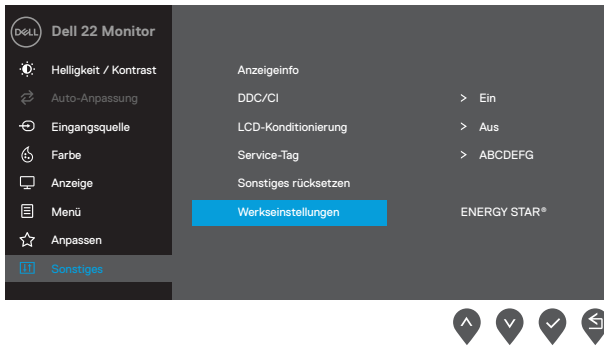 DELL Dell 22 Monitor
Helligkeit / Kontrast Anzeigeinfo
Auto-Anpassung DDC/CI > Ein
Eingangsquelle LCD-Konditionierung > Aus
Farbe Service-Tag > ABCDEFG
Anzeige Sonstiges rücksetzen
Menü Werkseinstellungen ENERGY STAR®
Anpassen
Sonstiges